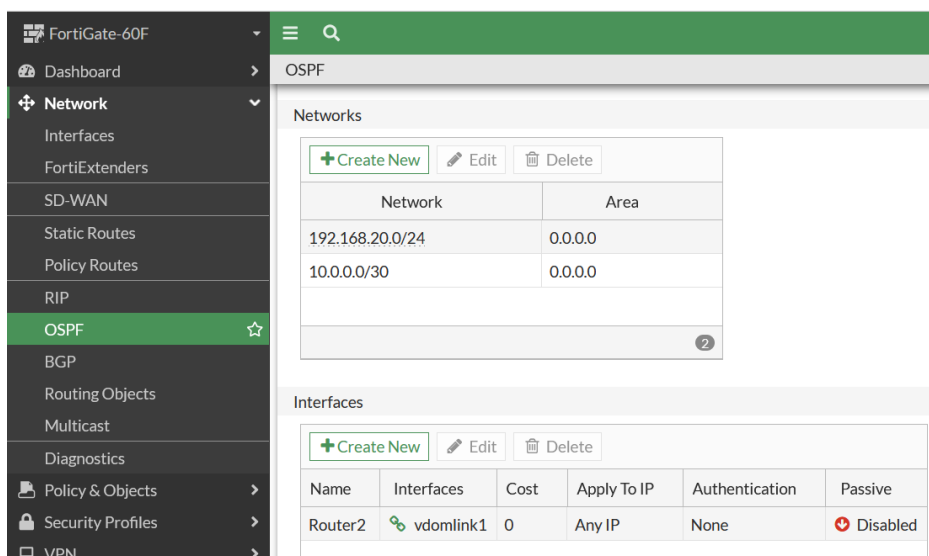 FortiGate-60F
Dashboard
Network
Interfaces
FortiExtenders
SD-WAN
Static Routes
Policy Routes
RIP
OSPF
BGP
Routing Objects
Multicast
Diagnostics
Policy & Objects
Security Profiles
VPN
OSPF
Networks
Create New Edit Delete
Network Area
192.168.20.0/24 0.0.0.0
10.0.0.0/30 0.0.0.0
2
Interfaces
Create New Edit Delete
Name Interfaces Cost Apply To IP Authentication Passive
Router2 vdomlink1 0 Any IP None Disabled